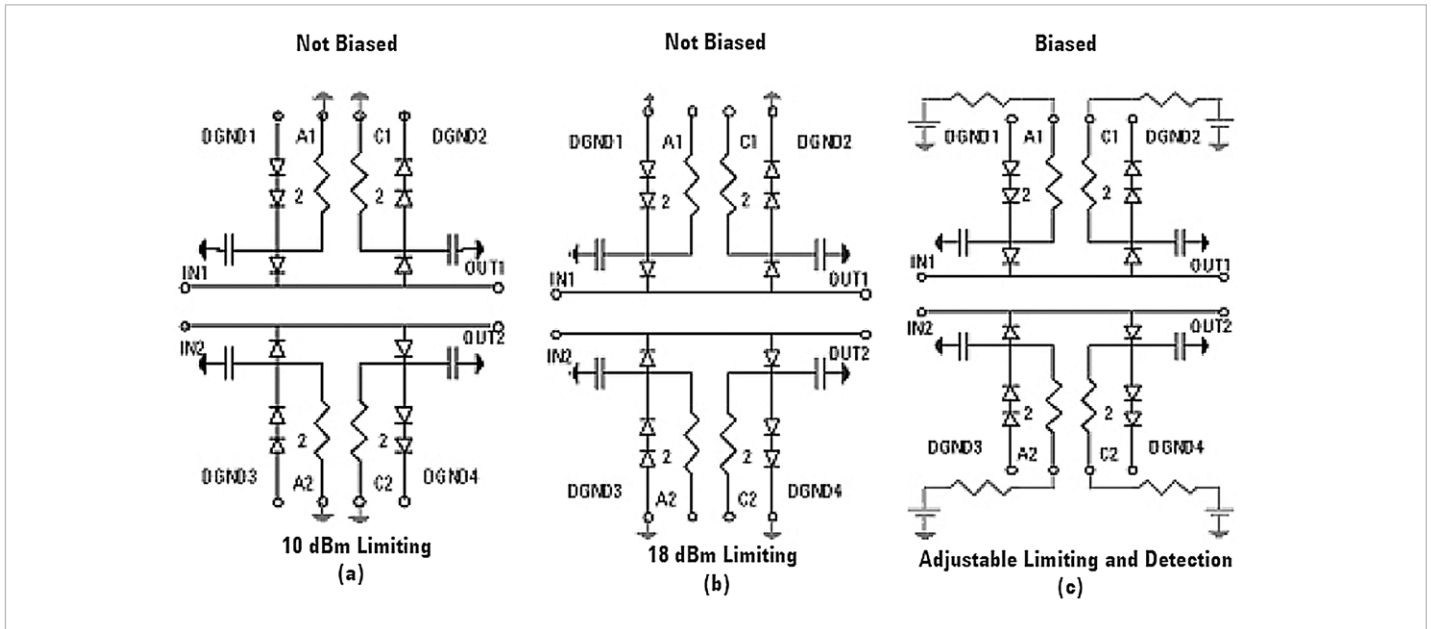 Not Biased
DGND1 A1 C1 DGND2
2 2
IN1 OUT1
IN2 OUT2
2 2
DGND3 A2 C2 DGND4
10 dBm Limiting
(a)
Not Biased
DGND1 A1 C1 DGND2
2 2
IN1 OUT1
IN2 OUT2
2 2
DGND3 A2 C2 DGND4
18 dBm Limiting
(b)
Biased
DGND1 A1 C1 DGND2
2 2
IN1 OUT1
IN2 OUT2
2 2
DGND3 A2 C2 DGND4
Adjustable Limiting and Detection
(c)